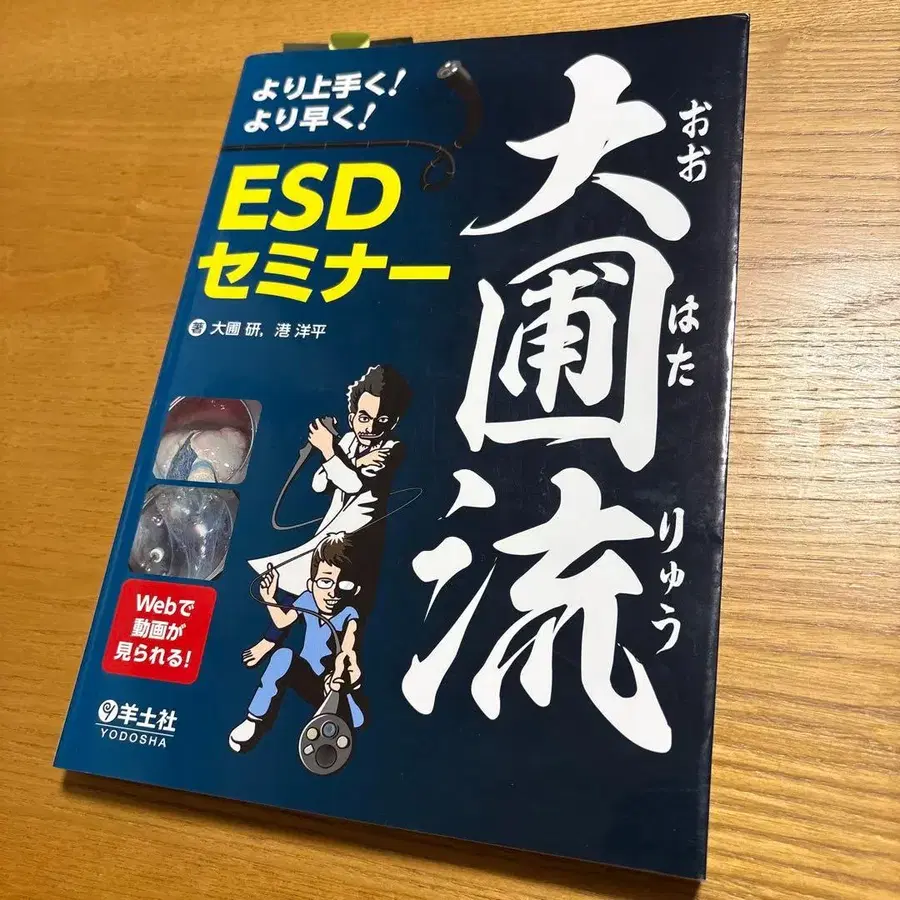 より上手く!
より早く!
ESD
セミナー
著 大圃 研，港 洋平
大圃流
おおはたりゅう
Webで
動画が
見られる!
羊土社
YODOSHA